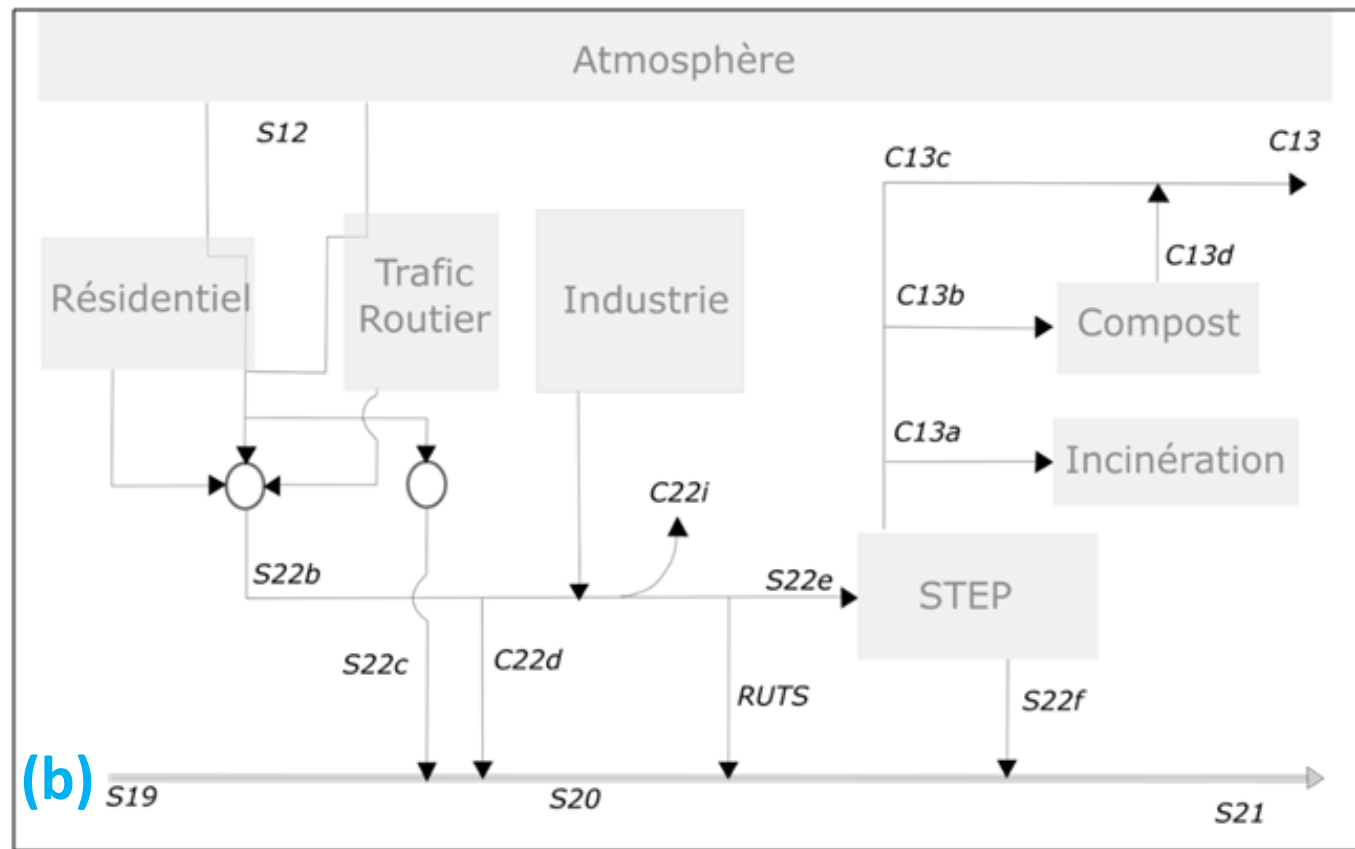 Atmosphère
S12
C13c
C13
Trafic
Routier
Résidentiel
Industrie
C13d
C13b
Compost
C13a
Incinération
C22i
S22b
S22e
STEP
S22c
C22d
RUTS
S22f
(b)
S19
S20
S21